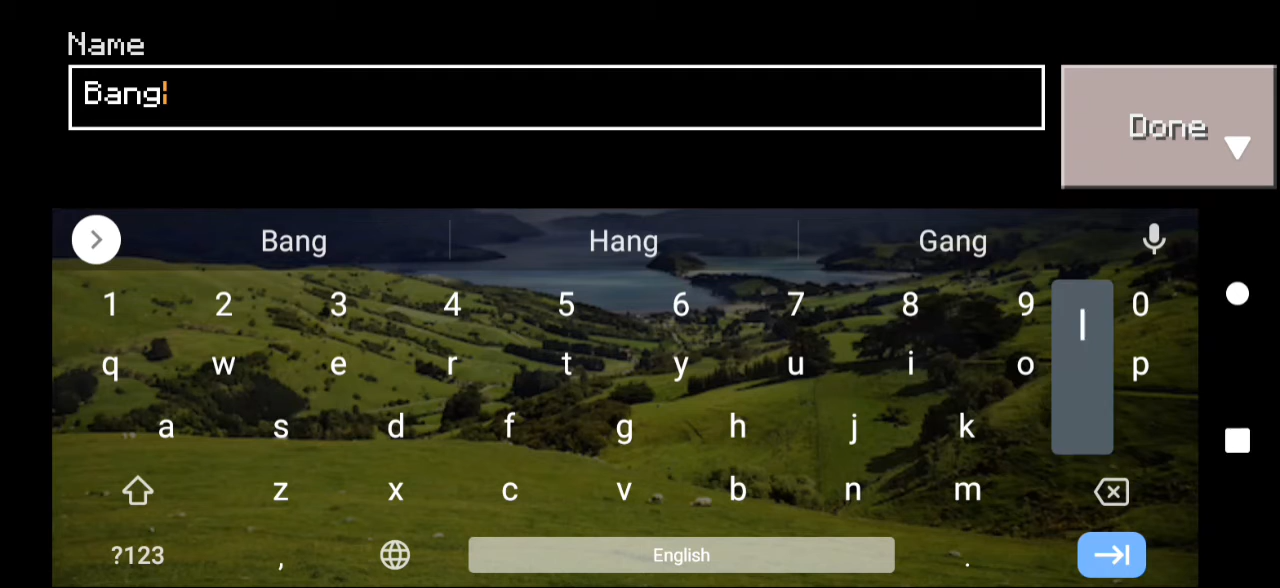 Name
Bang
Done
Bang Hang Gang
1 2 3 4 5 6 7 8 9 0
q w e r t y u i o p
a s d f g h j k l
z x c v b n m
?123 , English .